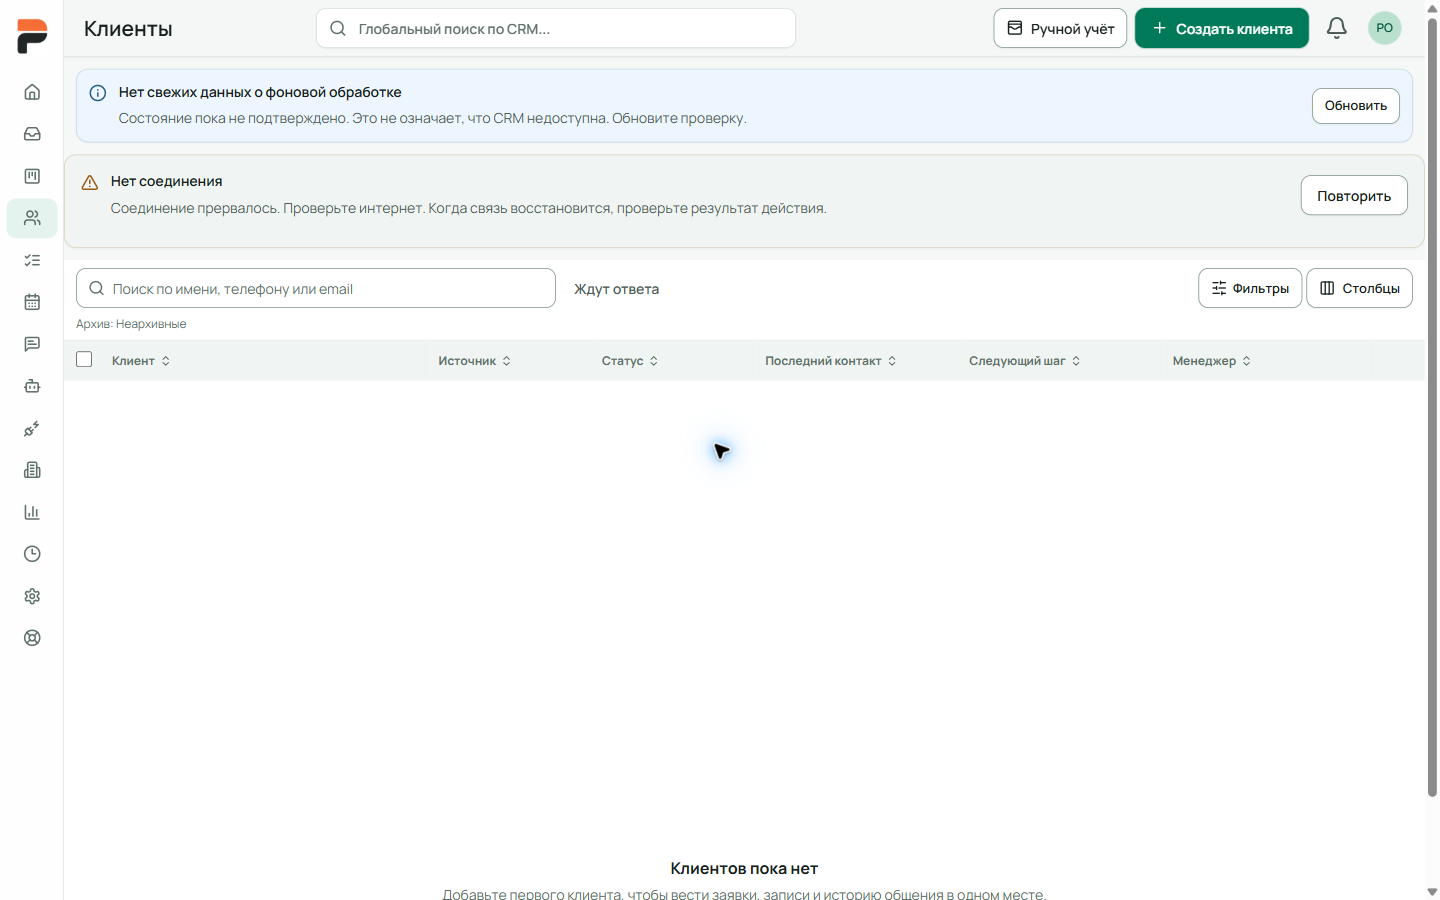 Клиенты
Глобальный поиск по CRM...
Ручной учёт
Создать клиента
РО
Нет свежих данных о фоновой обработке
Состояние пока не подтверждено. Это не означает, что CRM недоступна. Обновите проверку.
Обновить
Нет соединения
Соединение прервалось. Проверьте интернет. Когда связь восстановится, проверьте результат действия.
Повторить
Поиск по имени, телефону или email
Ждут ответа
Фильтры
Столбцы
Архив: Неархивные
Клиент
Источник
Статус
Последний контакт
Следующий шаг
Менеджер
Клиентов пока нет
Добавьте первого клиента, чтобы вести заявки, записи и историю общения в одном месте.